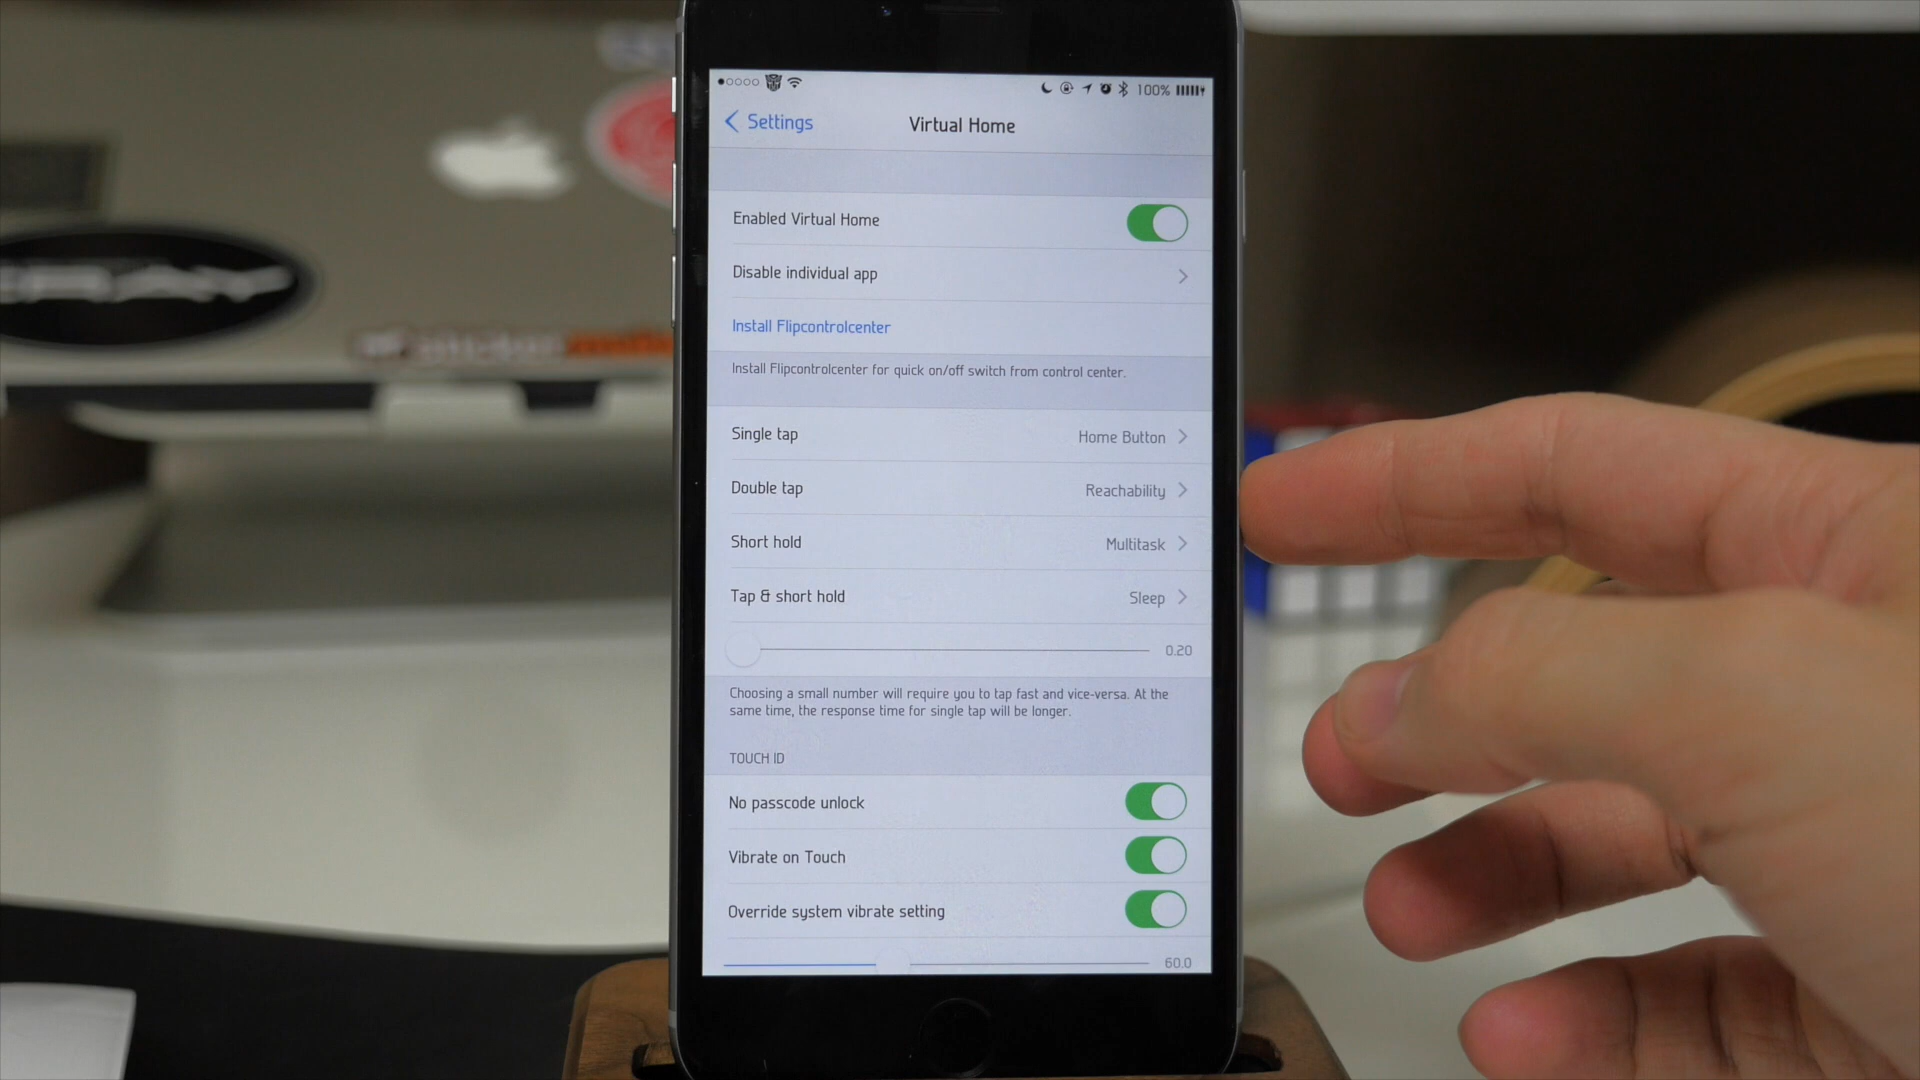 100%
Settings
Virtual Home
Enabled Virtual Home
Disable individual app
Install Flipcontrolcenter
Install Flipcontrolcenter for quick on/off switch from control center.
Single tap Home Button
Double tap Reachability
Short hold Multitask
Tap & short hold Sleep
0.20
Choosing a small number will require you to tap fast and vice-versa. At the
same time, the response time for single tap will be longer.
TOUCH ID
No passcode unlock
Vibrate on Touch
Override system vibrate setting
60.0